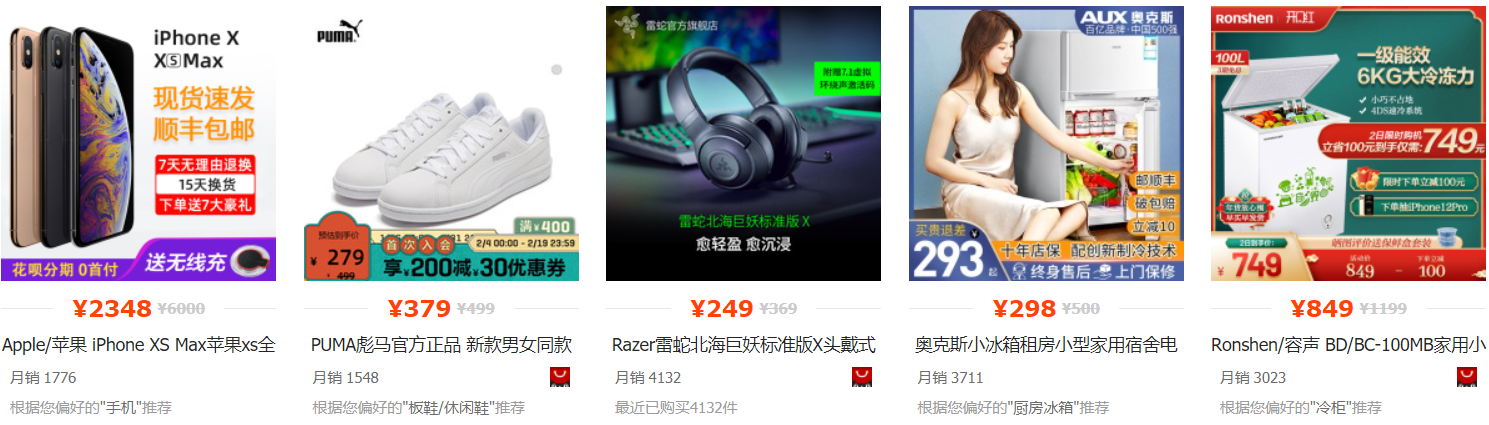 iPhone X
XSMax
现货速发
顺丰包邮
7天无理由退换
15天换货
下单送7大豪礼
花呗分期 0首付
送无线充
¥2348 ¥6000
Apple/苹果 iPhone XS Max苹果xs全
月销 1776
根据您偏好的"手机"推荐
PUMA
预估到手价
¥ 279
499
满¥400
首次入会
2/4 00:00 - 2/19 23:59
享200减30优惠券
¥379 ¥499
PUMA彪马官方正品 新款男女同款
月销 1548
根据您偏好的"板鞋/休闲鞋"推荐
雷蛇官方旗舰店
附赠7.1虚拟
环绕声激活码
雷蛇北海巨妖标准版 X
愈轻盈 愈沉浸
¥249 ¥369
Razer雷蛇北海巨妖标准版X头戴式
月销 4132
最近已购买4132件
AUX 奥克斯
百亿品牌·中国500强
邮顺丰
破包赔
立减10
买贵退差
¥
293起
十年店保 配创新制冷技术
终身售后 上门保修
¥298 ¥500
奥克斯小冰箱租房小型家用宿舍电
月销 3711
根据您偏好的"厨房冰箱"推荐
Ronshen
100L
一级能效
6KG大冷冻力
小巧不占地
4DS速冷系统
2日限时购机
立省100元到手仅需:749元
限时下单立减100元
下单抽iPhone12Pro
年货放心囤
早买早发货
2日到手价:
¥749
晒图评价送保鲜盒套装
活动价
849
-
下单立减
100
¥849 ¥1199
Ronshen/容声 BD/BC-100MB家用小
月销 3023
根据您偏好的"冷柜"推荐